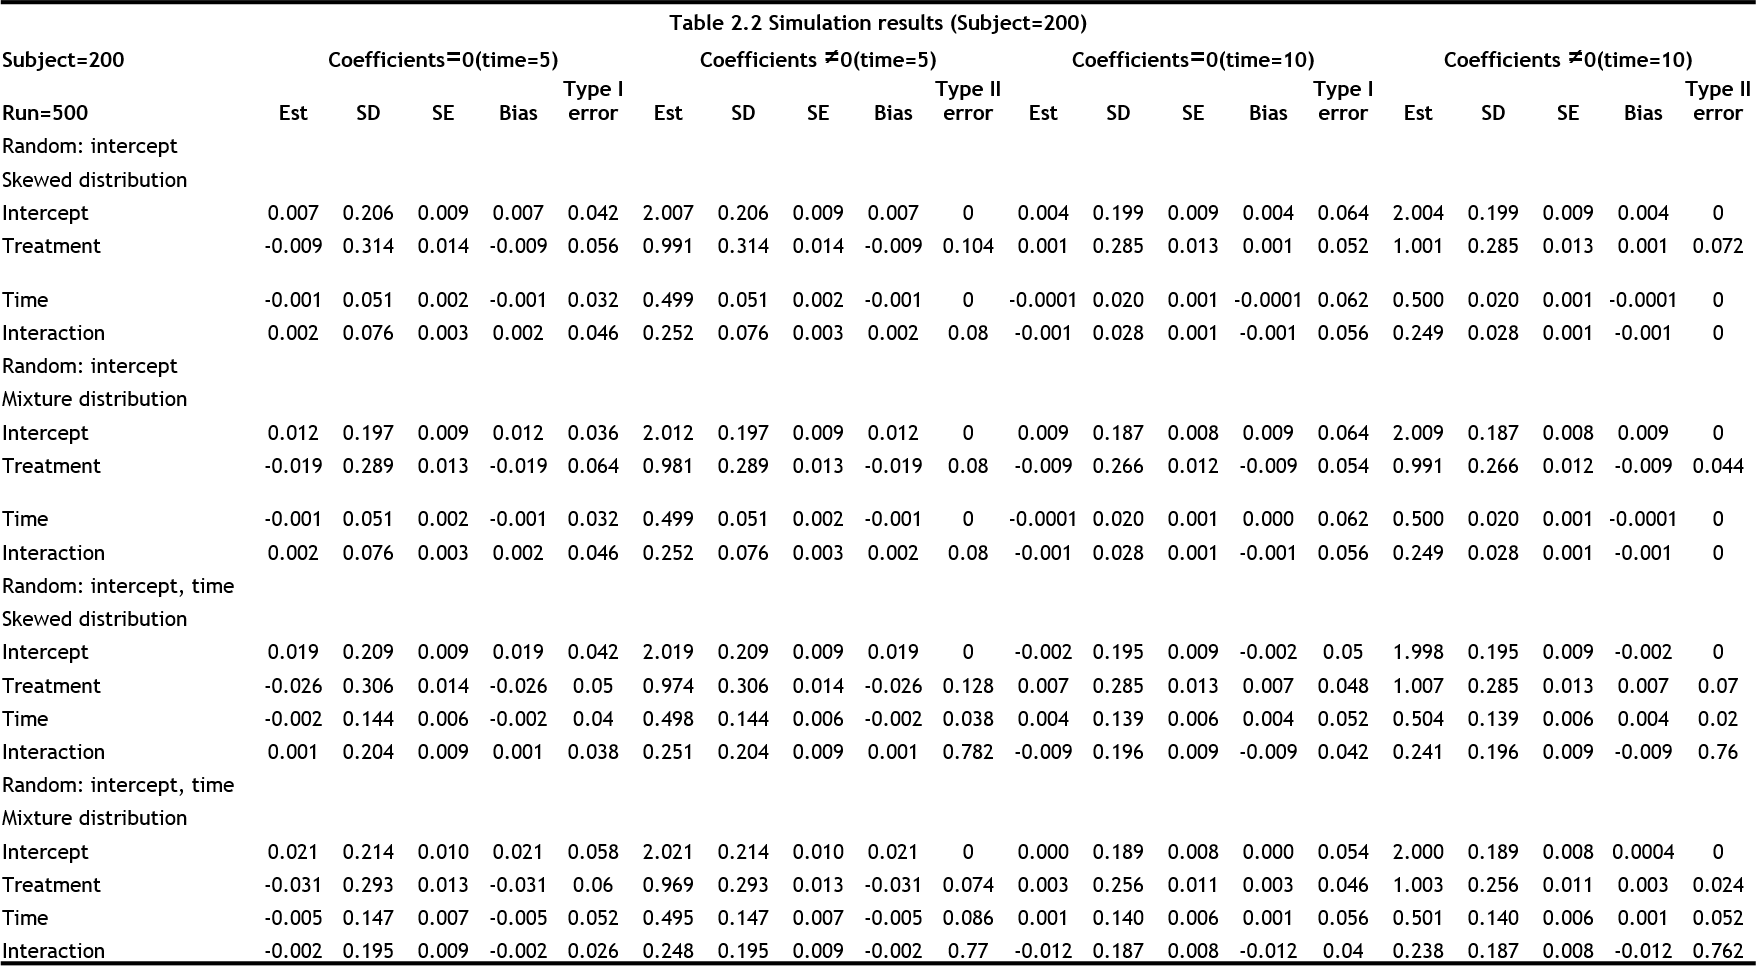 Table 2.2 Simulation results (Subject=200)
Subject=200 Coefficients=0(time=5) Coefficients ≠0(time=5) Coefficients=0(time=10) Coefficients ≠0(time=10)
Run=500 Est SD SE Bias Type I error Est SD SE Bias Type II error Est SD SE Bias Type I error Est SD SE Bias Type II error
Random: intercept
Skewed distribution
Intercept 0.007 0.206 0.009 0.007 0.042 2.007 0.206 0.009 0.007 0 0.004 0.199 0.009 0.004 0.064 2.004 0.199 0.009 0.004 0
Treatment -0.009 0.314 0.014 -0.009 0.056 0.991 0.314 0.014 -0.009 0.104 0.001 0.285 0.013 0.001 0.052 1.001 0.285 0.013 0.001 0.072
Time -0.001 0.051 0.002 -0.001 0.032 0.499 0.051 0.002 -0.001 0 -0.0001 0.020 0.001 -0.0001 0.062 0.500 0.020 0.001 -0.0001 0
Interaction 0.002 0.076 0.003 0.002 0.046 0.252 0.076 0.003 0.002 0.08 -0.001 0.028 0.001 -0.001 0.056 0.249 0.028 0.001 -0.001 0
Random: intercept
Mixture distribution
Intercept 0.012 0.197 0.009 0.012 0.036 2.012 0.197 0.009 0.012 0 0.009 0.187 0.008 0.009 0.064 2.009 0.187 0.008 0.009 0
Treatment -0.019 0.289 0.013 -0.019 0.064 0.981 0.289 0.013 -0.019 0.08 -0.009 0.266 0.012 -0.009 0.054 0.991 0.266 0.012 -0.009 0.044
Time -0.001 0.051 0.002 -0.001 0.032 0.499 0.051 0.002 -0.001 0 -0.0001 0.020 0.001 0.000 0.062 0.500 0.020 0.001 -0.0001 0
Interaction 0.002 0.076 0.003 0.002 0.046 0.252 0.076 0.003 0.002 0.08 -0.001 0.028 0.001 -0.001 0.056 0.249 0.028 0.001 -0.001 0
Random: intercept, time
Skewed distribution
Intercept 0.019 0.209 0.009 0.019 0.042 2.019 0.209 0.009 0.019 0 -0.002 0.195 0.009 -0.002 0.05 1.998 0.195 0.009 -0.002 0
Treatment -0.026 0.306 0.014 -0.026 0.05 0.974 0.306 0.014 -0.026 0.128 0.007 0.285 0.013 0.007 0.048 1.007 0.285 0.013 0.007 0.07
Time -0.002 0.144 0.006 -0.002 0.04 0.498 0.144 0.006 -0.002 0.038 0.004 0.139 0.006 0.004 0.052 0.504 0.139 0.006 0.004 0.02
Interaction 0.001 0.204 0.009 0.001 0.038 0.251 0.204 0.009 0.001 0.782 -0.009 0.196 0.009 -0.009 0.042 0.241 0.196 0.009 -0.009 0.76
Random: intercept, time
Mixture distribution
Intercept 0.021 0.214 0.010 0.021 0.058 2.021 0.214 0.010 0.021 0 0.000 0.189 0.008 0.000 0.054 2.000 0.189 0.008 0.0004 0
Treatment -0.031 0.293 0.013 -0.031 0.06 0.969 0.293 0.013 -0.031 0.074 0.003 0.256 0.011 0.003 0.046 1.003 0.256 0.011 0.003 0.024
Time -0.005 0.147 0.007 -0.005 0.052 0.495 0.147 0.007 -0.005 0.086 0.001 0.140 0.006 0.001 0.056 0.501 0.140 0.006 0.001 0.052
Interaction -0.002 0.195 0.009 -0.002 0.026 0.248 0.195 0.009 -0.002 0.77 -0.012 0.187 0.008 -0.012 0.04 0.238 0.187 0.008 -0.012 0.762